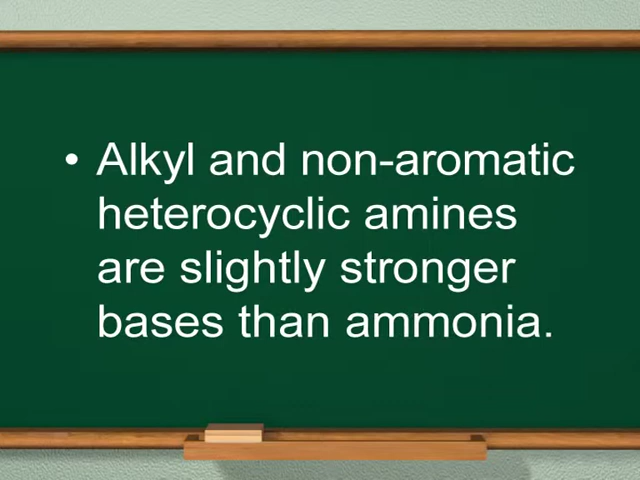 • Alkyl and non-aromatic
heterocyclic amines
are slightly stronger
bases than ammonia.